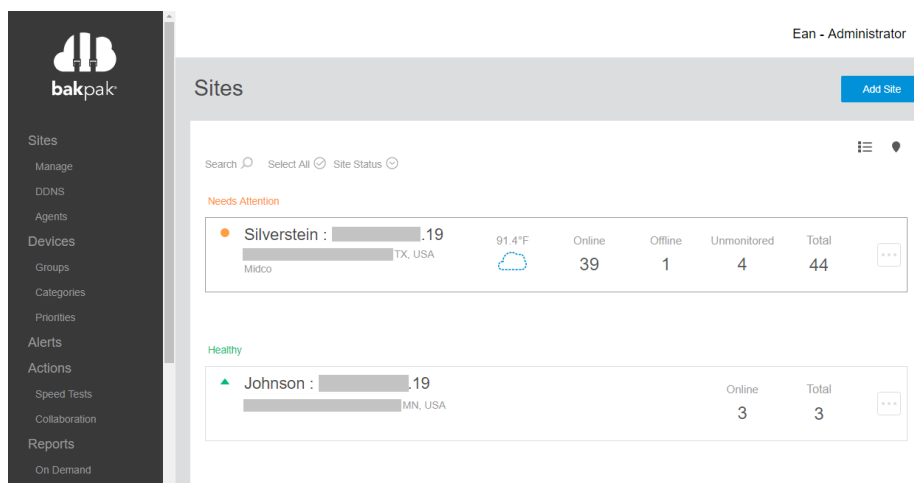 Ean - Administrator
bakpak
Sites
Add Site
Sites
Manage
DDNS
Agents
Devices
Groups
Categories
Priorities
Alerts
Actions
Speed Tests
Collaboration
Reports
On Demand
Search Select All Site Status
Needs Attention
Silverstein : .19
TX, USA
Midco
91.4°F
Online
39
Offline
1
Unmonitored
4
Total
44
Healthy
Johnson : .19
MN, USA
Online
3
Total
3